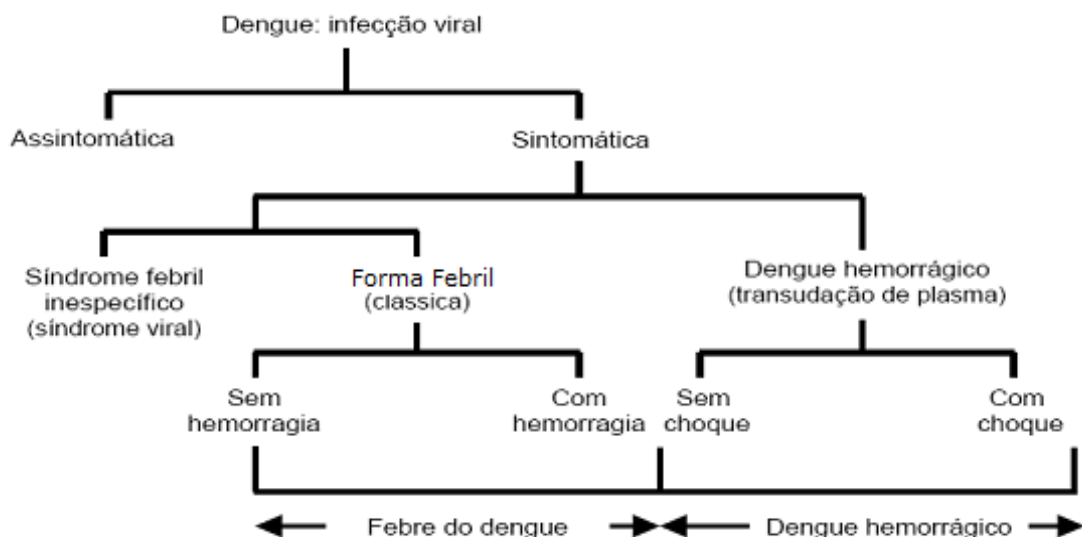 Dengue: infecção viral
Assintomática
Sintomática
Síndrome febril
inespecífico
(síndrome viral)
Forma Febril
(classica)
Dengue hemorrágico
(transudação de plasma)
Sem
hemorragia
Com
hemorragia
Sem
choque
Com
choque
Febre do dengue
Dengue hemorrágico